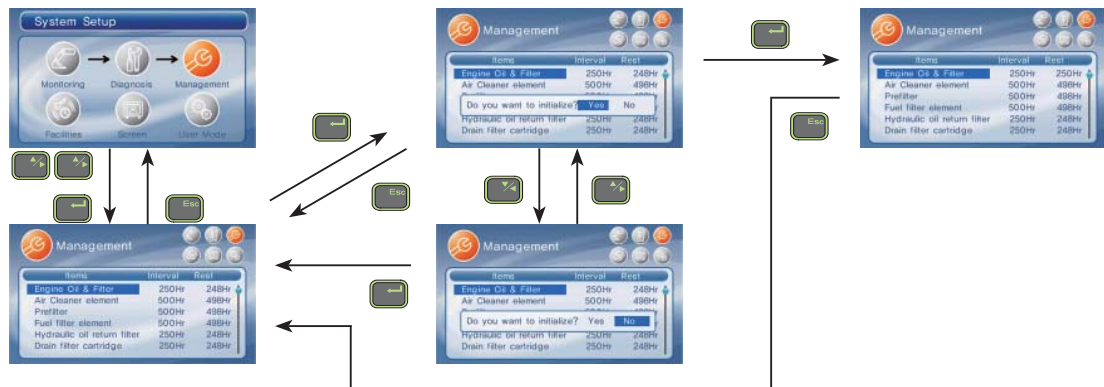 System Setup
Monitoring Diagnosis Management
Facilities Screen User Mode
Esc
Management
Items Interval Rest
Engine Oil & Filter 250Hr 248Hr
Air Cleaner element 500Hr 498Hr
Prefilter 500Hr 498Hr
Fuel filter element 500Hr 498Hr
Hydraulic oil return filter 250Hr 248Hr
Drain filter cartridge 250Hr 248Hr
Esc
Management
Items Interval Rest
Engine Oil & Filter 250Hr 248Hr
Air Cleaner element 500Hr 498Hr
Do you want to initialize? Yes No
Hydraulic oil return filter 250Hr 248Hr
Drain filter cartridge 250Hr 248Hr
Management
Items Interval Rest
Engine Oil & Filter 250Hr 248Hr
Air Cleaner element 500Hr 498Hr
Do you want to initialize? Yes No
Hydraulic oil return filter 250Hr 248Hr
Drain filter cartridge 250Hr 248Hr
Esc
Management
Items Interval Rest
Engine Oil & Filter 250Hr 250Hr
Air Cleaner element 500Hr 498Hr
Prefilter 500Hr 498Hr
Fuel filter element 500Hr 498Hr
Hydraulic oil return filter 250Hr 248Hr
Drain filter cartridge 250Hr 248Hr